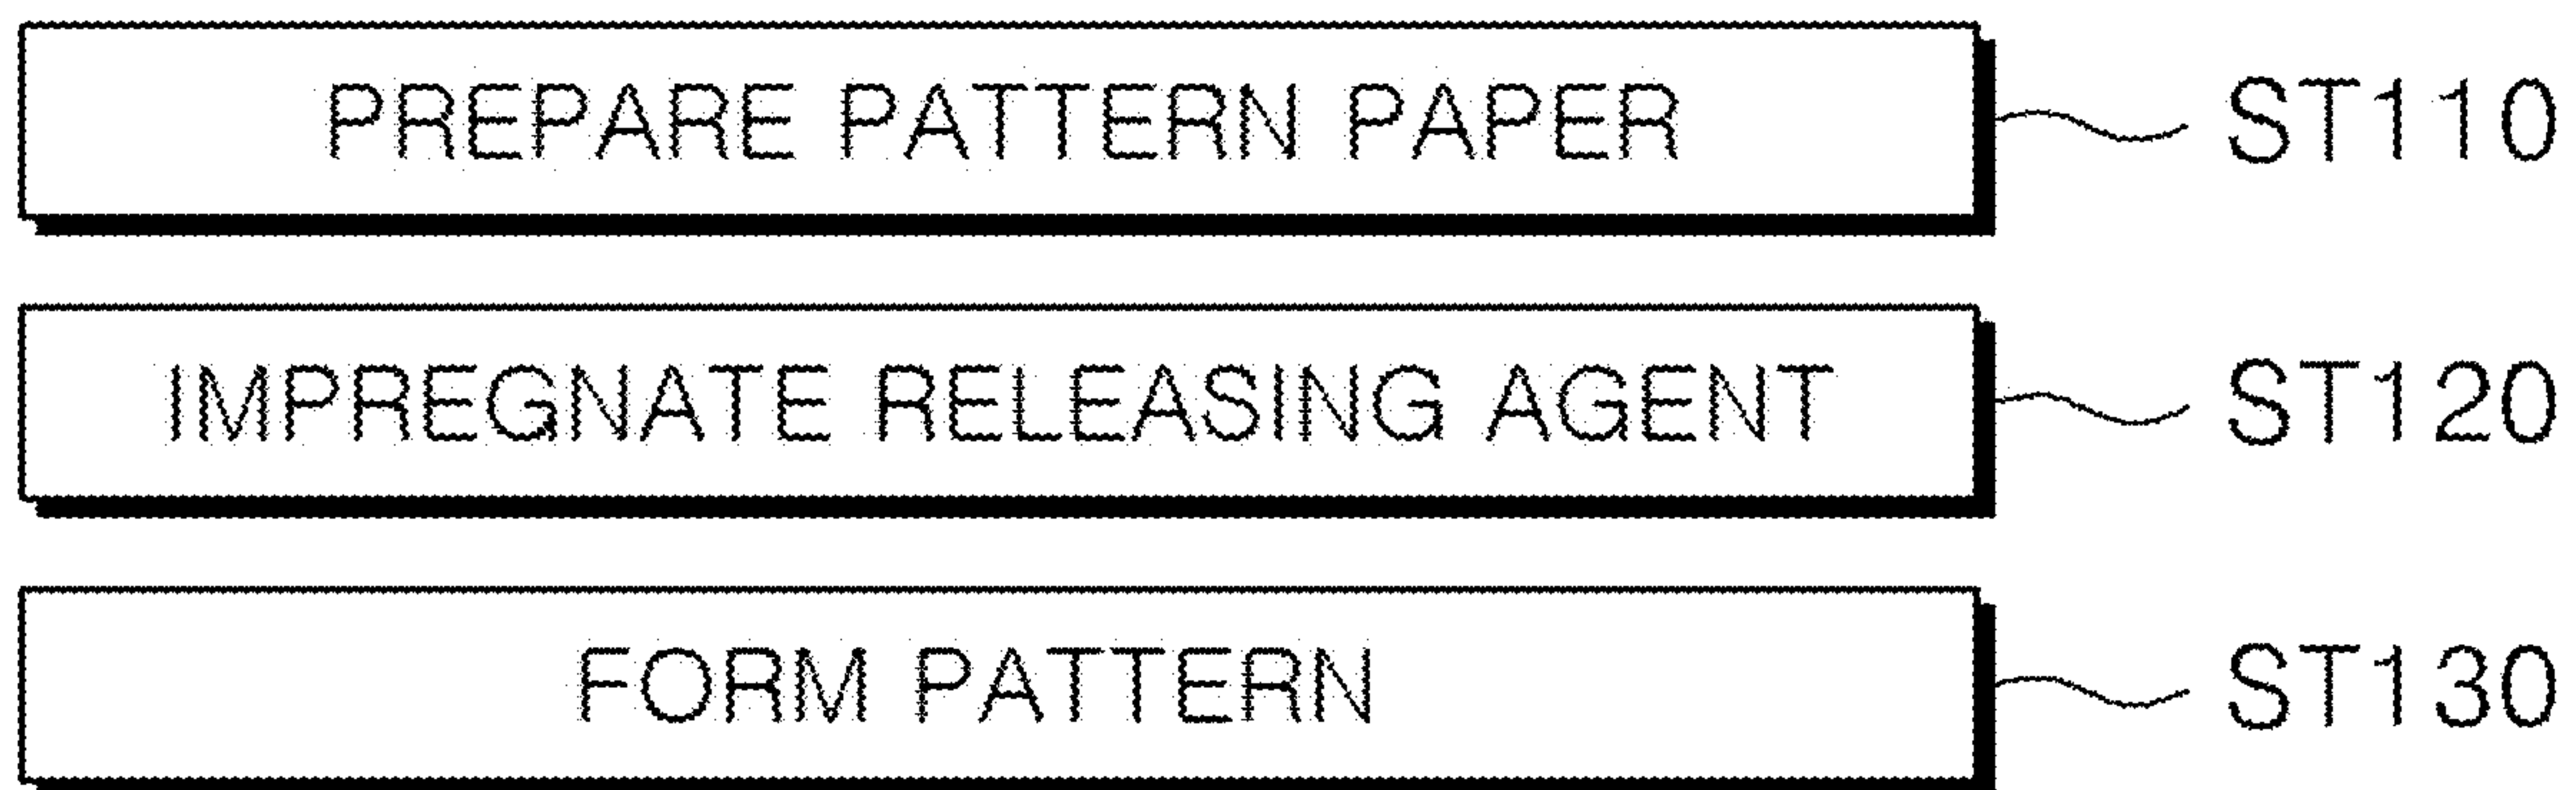 PREPARE PATTERN PAPER ST110
IMPREGNATE RELEASING AGENT ST120
FORM PATTERN ST130